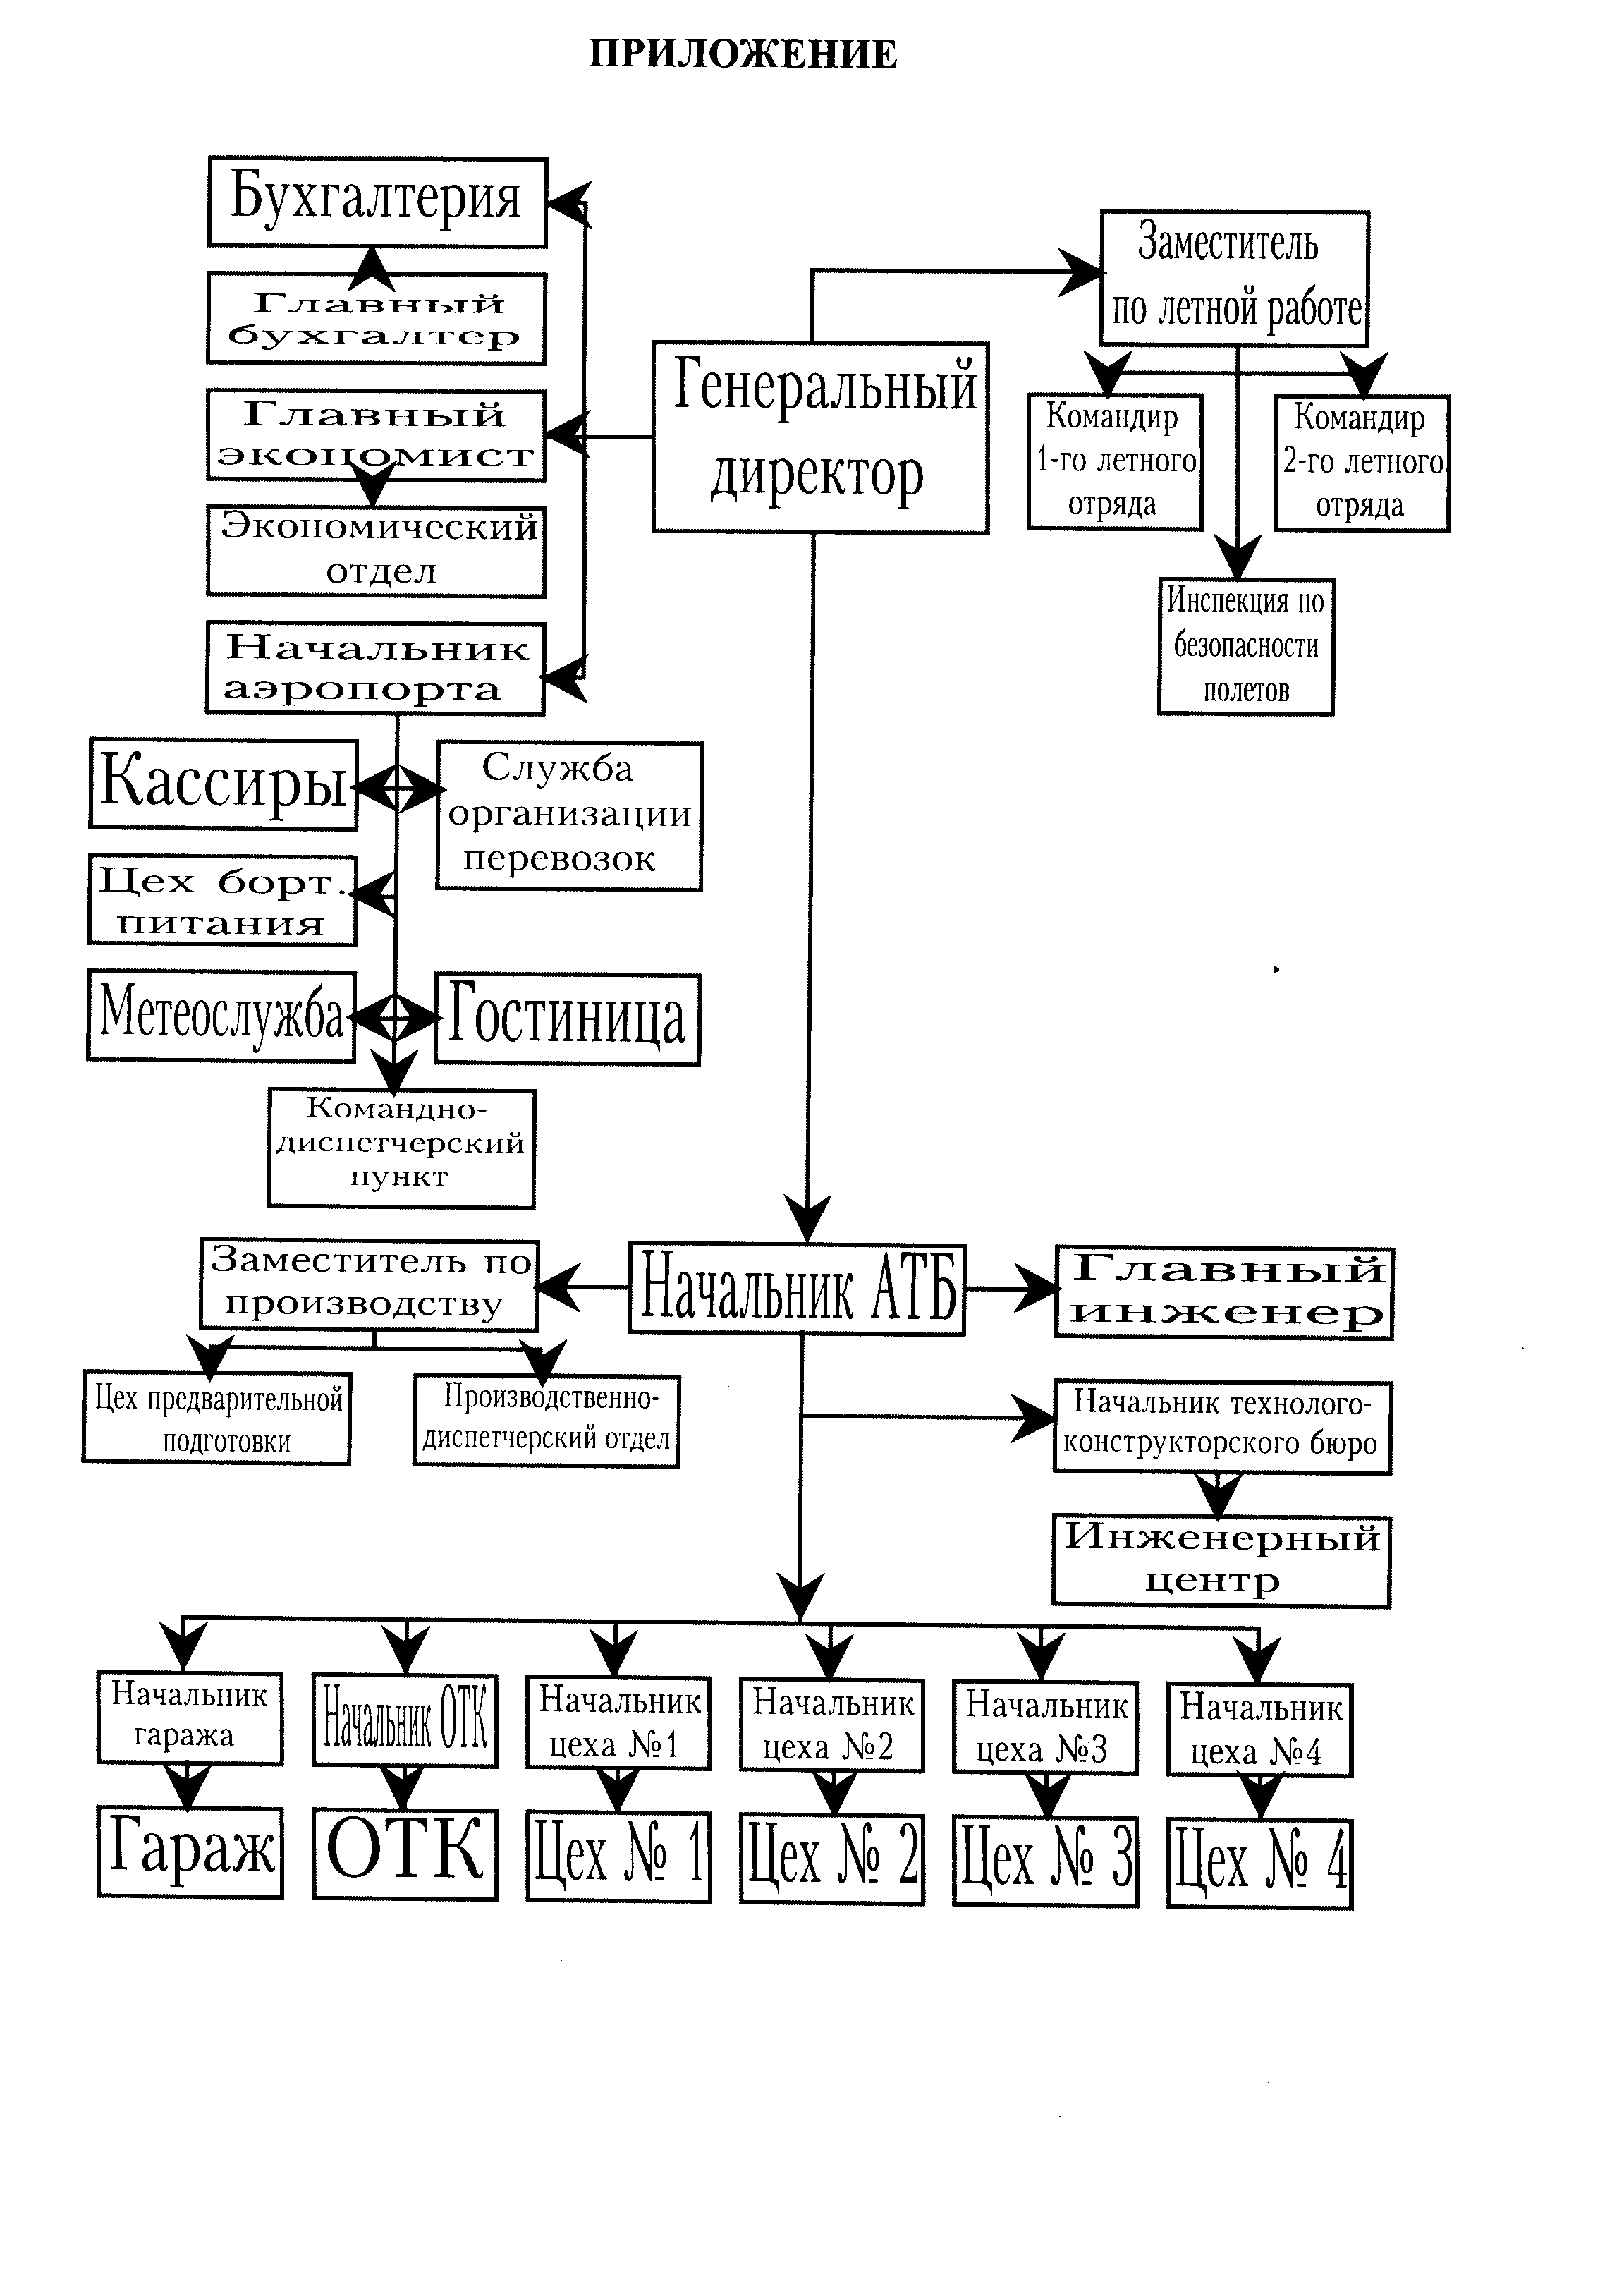 ПРИЛОЖЕНИЕ
Бухгалтерия
Главный
бухгалтер
Главный
экономист
Экономический
отдел
Начальник
аэропорта
Генеральный
директор
Заместитель
по летной работе
Командир
1-го летного
отряда
Командир
2-го летного
отряда
Инспекция по
безопасности
полетов
Кассиры
Служба
организации
перевозок
Цех борт.
питания
Метеослужба
Гостиница
Командно-
диспетчерский
пункт
Заместитель по
производству
Начальник АТБ
Главный
инженер
Цех предварительной
подготовки
Производственно-
диспетчерский отдел
Начальник технолого-
конструкторского бюро
Инженерный
центр
Начальник
гаража
Начальник ОТК
Начальник
цеха №1
Начальник
цеха №2
Начальник
цеха №3
Начальник
цеха №4
Гараж
ОТК
Цех № 1
Цех № 2
Цех № 3
Цех № 4